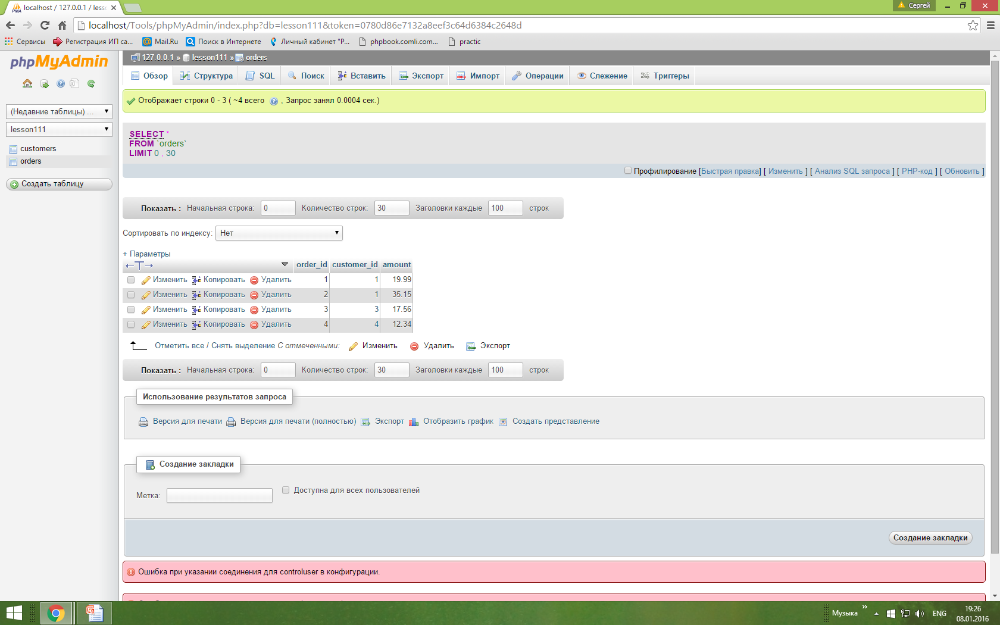 localhost / 127.0.0.1 / less
Сергей
localhost/Tools/phpMyAdmin/index.php?db=lesson111&token=0780d86e7132a8eef3c64d6384c2648d
Сервисы Регистрация ИП са... Mail.Ru Поиск в Интернете Личный кабинет "Р... phpbook.comli.com... practic
phpMyAdmin
127.0.0.1 » lesson111 » orders
Обзор Структура SQL Поиск Вставить Экспорт Импорт Операции Слежение Триггеры
(Недавние таблицы) ...
lesson111
customers
orders
Создать таблицу
Отображает строки 0 - 3 ( ~4 всего , Запрос занял 0.0004 сек.)
SELECT *
FROM `orders`
LIMIT 0 , 30
Профилирование [Быстрая правка] [ Изменить ] [ Анализ SQL запроса ] [ PHP-код ] [ Обновить ]
Показать : Начальная строка: 0 Количество строк: 30 Заголовки каждые 100 строк
Сортировать по индексу: Нет
+ Параметры
←T→ order_id customer_id amount
Изменить Копировать Удалить 1 1 19.99
Изменить Копировать Удалить 2 1 35.15
Изменить Копировать Удалить 3 3 17.56
Изменить Копировать Удалить 4 4 12.34
Отметить все / Снять выделение С отмеченными: Изменить Удалить Экспорт
Показать : Начальная строка: 0 Количество строк: 30 Заголовки каждые 100 строк
Использование результатов запроса
Версия для печати Версия для печати (полностью) Экспорт Отобразить график Создать представление
Создание закладки
Метка: Доступна для всех пользователей
Создание закладки
Ошибка при указании соединения для controluser в конфигурации.
Музыка » ENG 19:26
08.01.2016